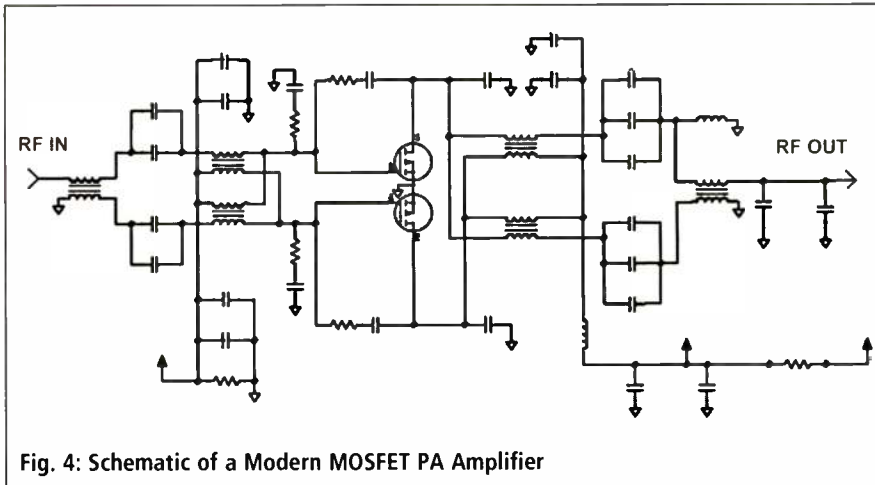 RF IN
RF OUT
Fig. 4: Schematic of a Modern MOSFET PA Amplifier